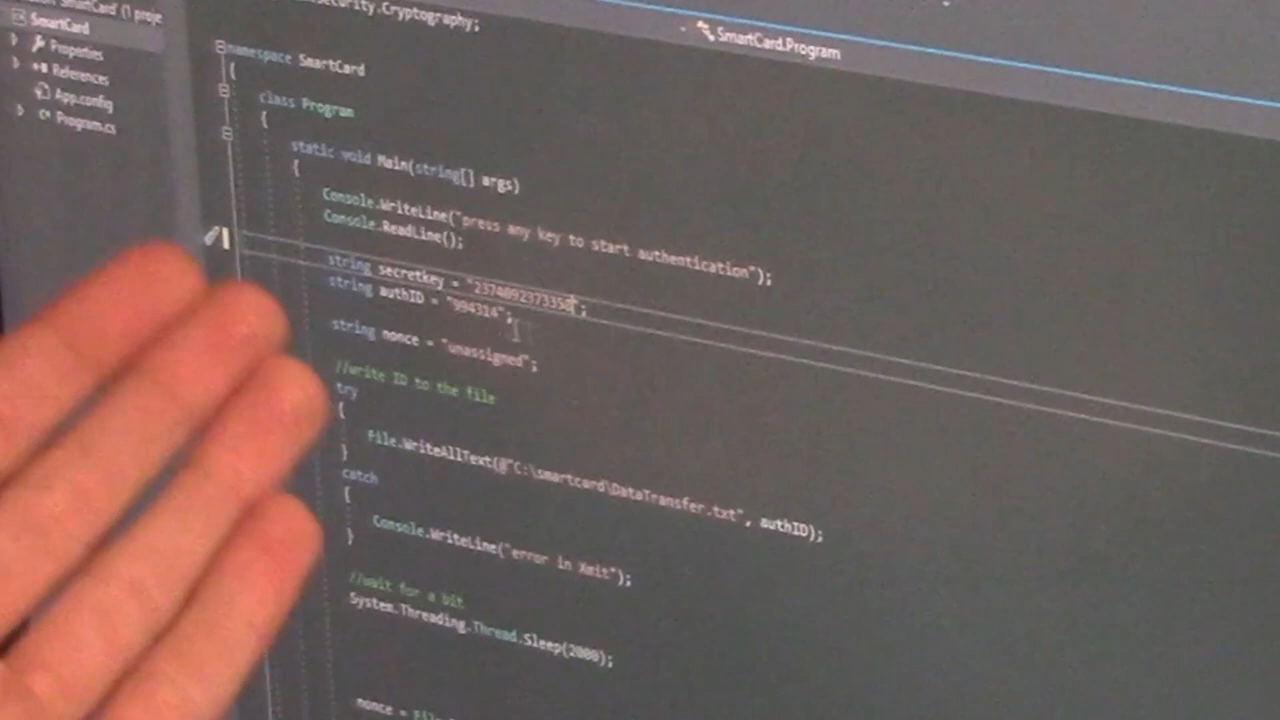 SmartCard' (1 proje
SmartCard
Properties
References
App.config
Program.cs
SmartCard.Program
security.Cryptography;
namespace SmartCard
{
class Program
{
static void Main(string[] args)
{
Console.WriteLine("press any key to start authentication");
Console.ReadLine();
string secretkey = "2374092373358";
string authID = "994314";
string nonce = "unassigned";
//write ID to the file
try
{
File.WriteAllText(@"C:\smartcard\DataTransfer.txt", authID);
}
catch
{
Console.WriteLine("error in Xmit");
}
//wait for a bit
System.Threading.Thread.Sleep(2000);
nonce = File